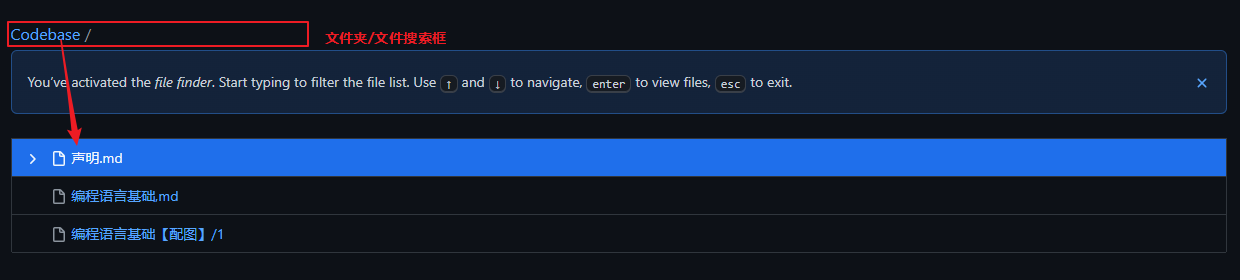 Codebase /
文件夹/文件搜索框
You've activated the file finder. Start typing to filter the file list. Use ↑ and ↓ to navigate, enter to view files, esc to exit.
声明.md
编程语言基础.md
编程语言基础【配图】/1